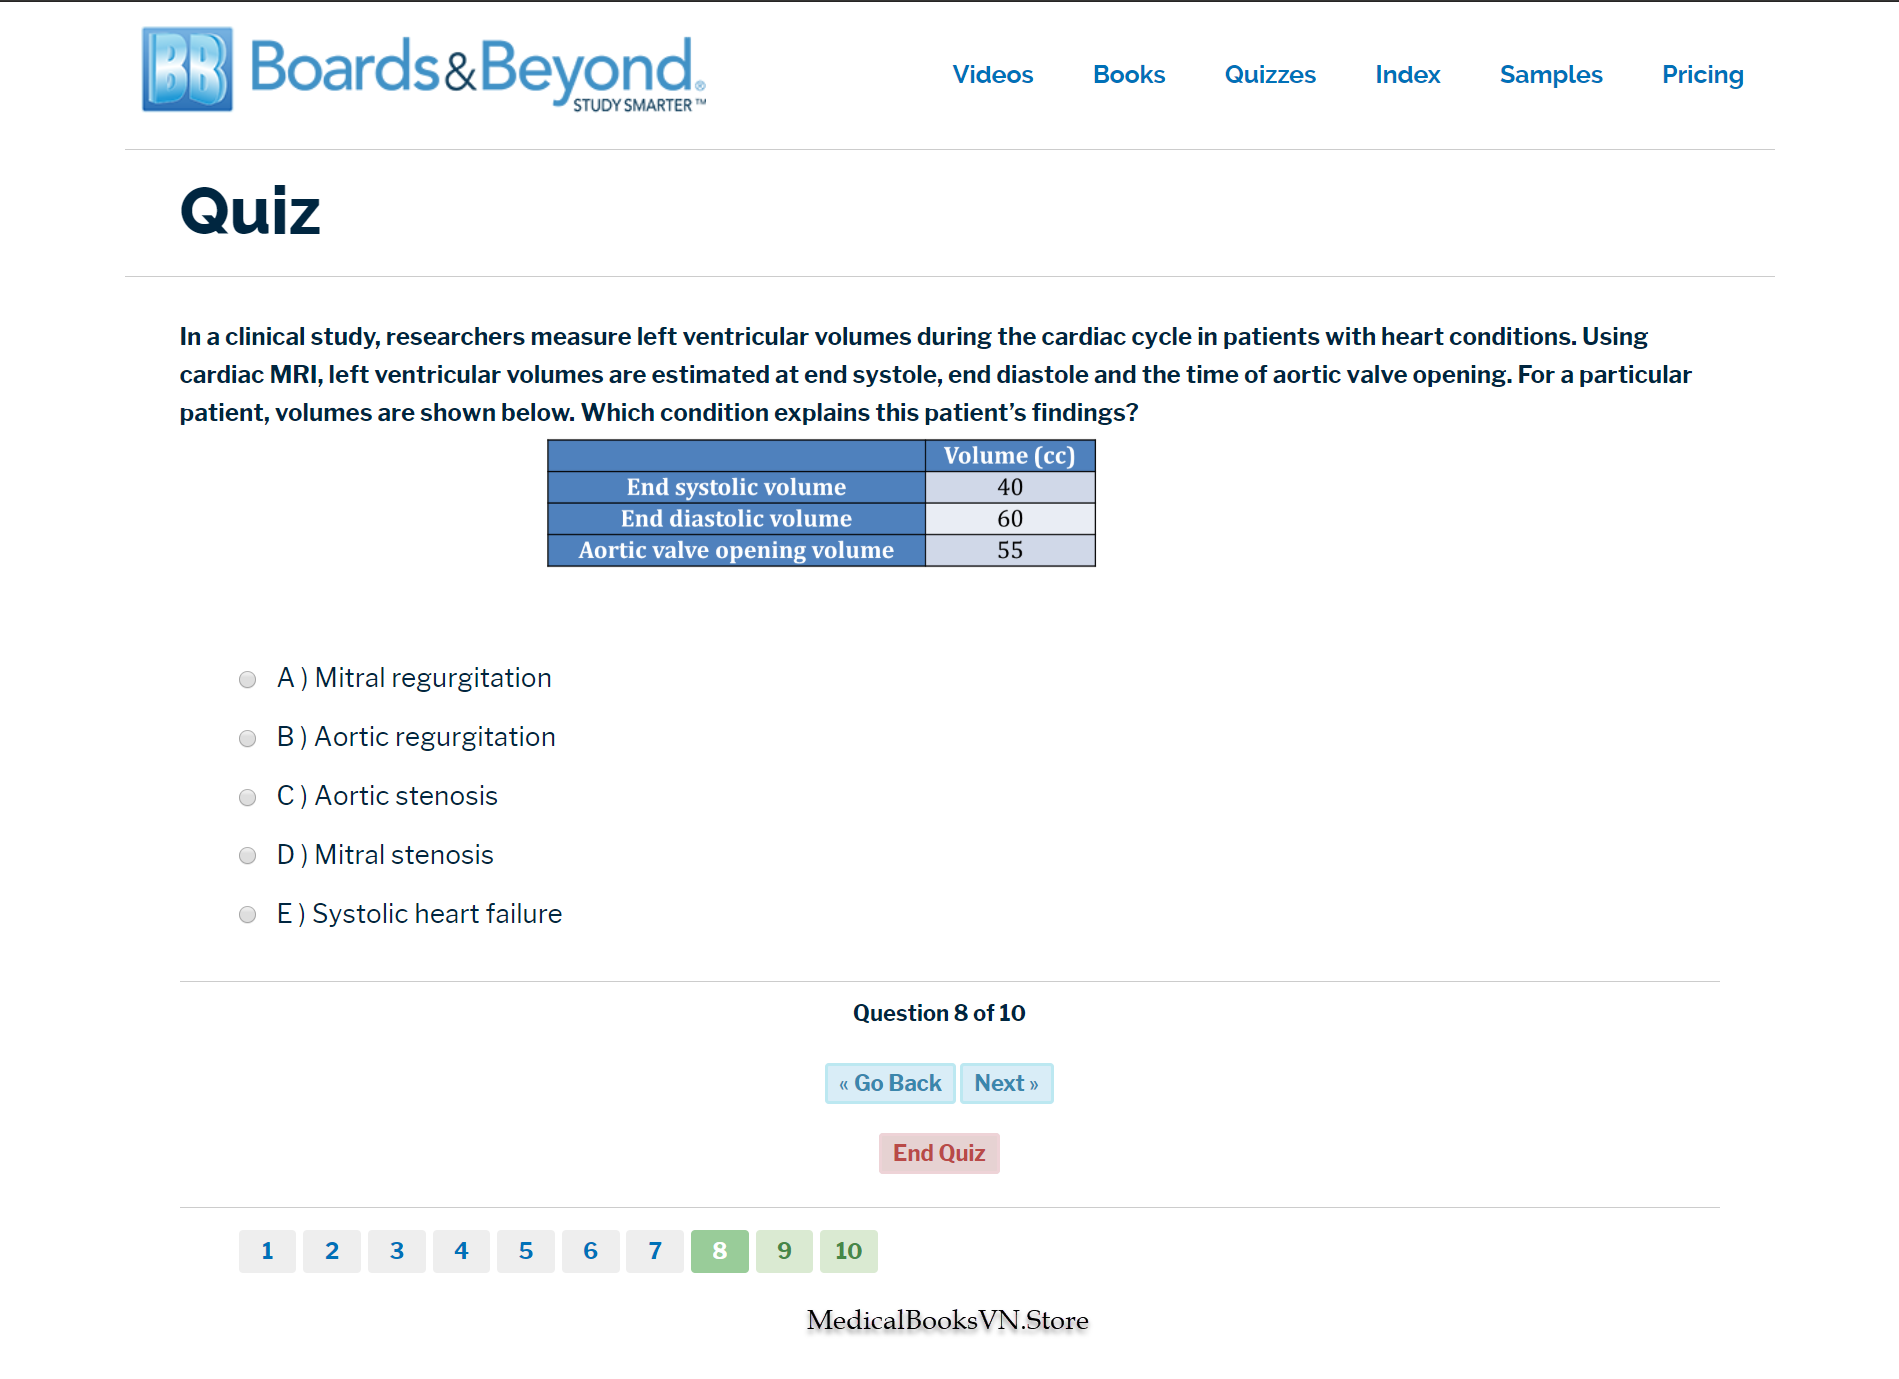 BB Boards&Beyond®
STUDY SMARTER™
Videos Books Quizzes Index Samples Pricing
Quiz
In a clinical study, researchers measure left ventricular volumes during the cardiac cycle in patients with heart conditions. Using
cardiac MRI, left ventricular volumes are estimated at end systole, end diastole and the time of aortic valve opening. For a particular
patient, volumes are shown below. Which condition explains this patient’s findings?
Volume (cc)
End systolic volume 40
End diastolic volume 60
Aortic valve opening volume 55
A ) Mitral regurgitation
B ) Aortic regurgitation
C ) Aortic stenosis
D ) Mitral stenosis
E ) Systolic heart failure
Question 8 of 10
« Go Back Next »
End Quiz
1 2 3 4 5 6 7 8 9 10
MedicalBooksVN.Store